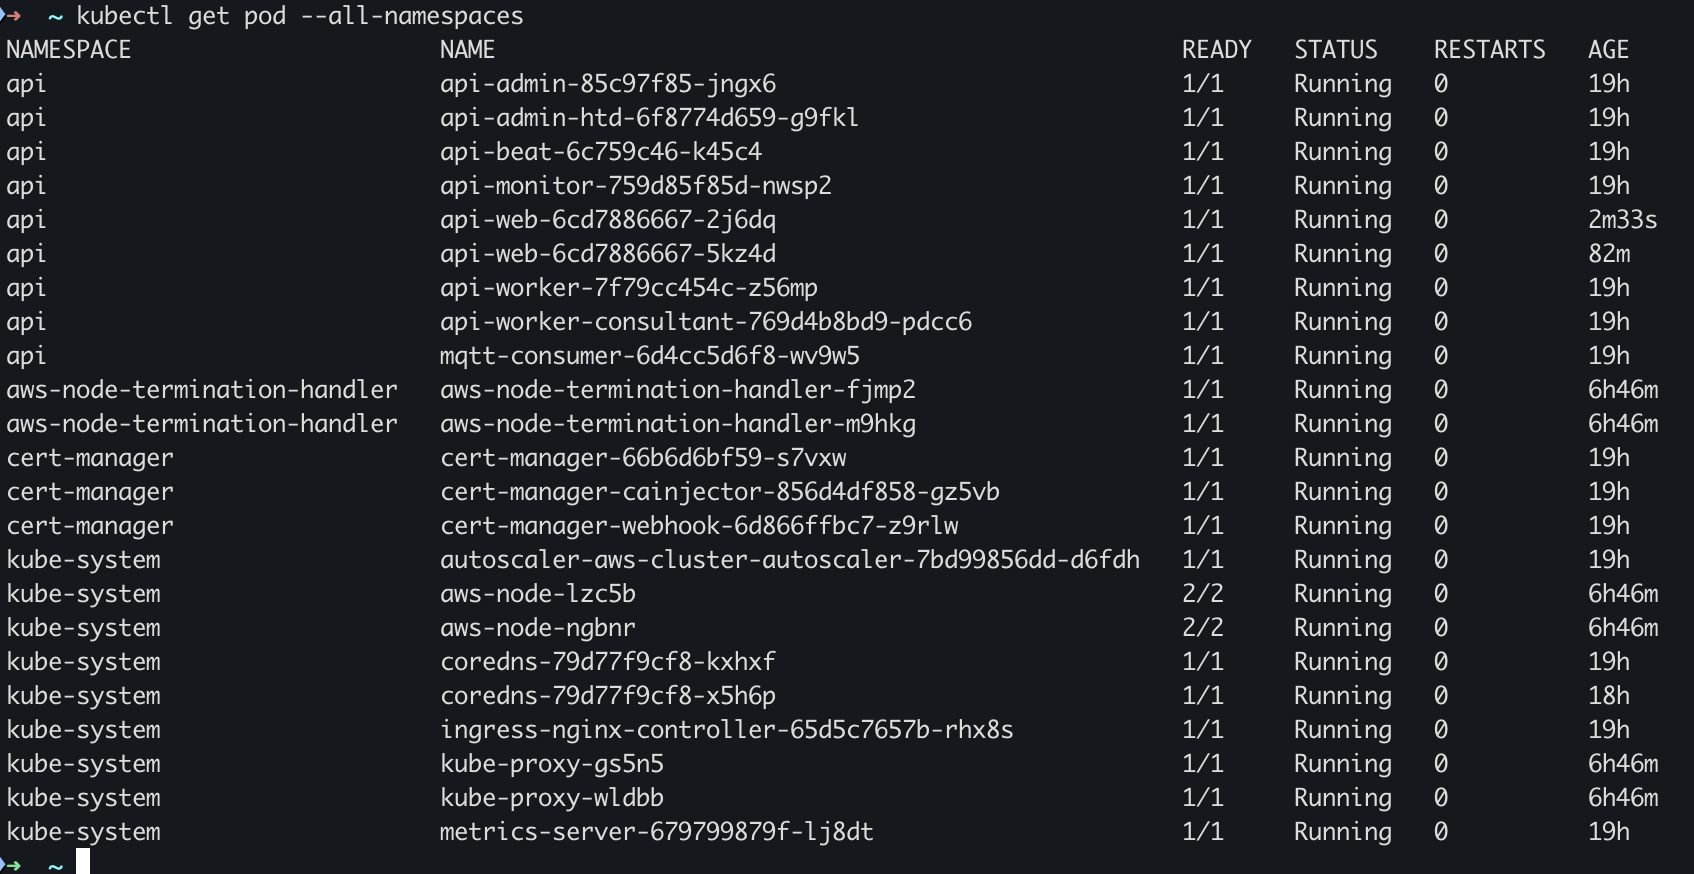 ➜ ~ kubectl get pod --all-namespaces
NAMESPACE NAME READY STATUS RESTARTS AGE
api api-admin-85c97f85-jngx6 1/1 Running 0 19h
api api-admin-htd-6f8774d659-g9fkl 1/1 Running 0 19h
api api-beat-6c759c46-k45c4 1/1 Running 0 19h
api api-monitor-759d85f85d-nwsp2 1/1 Running 0 19h
api api-web-6cd7886667-2j6dq 1/1 Running 0 2m33s
api api-web-6cd7886667-5kz4d 1/1 Running 0 82m
api api-worker-7f79cc454c-z56mp 1/1 Running 0 19h
api api-worker-consultant-769d4b8bd9-pdcc6 1/1 Running 0 19h
api mqtt-consumer-6d4cc5d6f8-wv9w5 1/1 Running 0 19h
aws-node-termination-handler aws-node-termination-handler-fjmp2 1/1 Running 0 6h46m
aws-node-termination-handler aws-node-termination-handler-m9hkg 1/1 Running 0 6h46m
cert-manager cert-manager-66b6d6bf59-s7vxw 1/1 Running 0 19h
cert-manager cert-manager-cainjector-856d4df858-gz5vb 1/1 Running 0 19h
cert-manager cert-manager-webhook-6d866ffbc7-z9rlw 1/1 Running 0 19h
kube-system autoscaler-aws-cluster-autoscaler-7bd99856dd-d6fdh 1/1 Running 0 19h
kube-system aws-node-lzc5b 2/2 Running 0 6h46m
kube-system aws-node-ngbnr 2/2 Running 0 6h46m
kube-system coredns-79d77f9cf8-kxhxf 1/1 Running 0 19h
kube-system coredns-79d77f9cf8-x5h6p 1/1 Running 0 18h
kube-system ingress-nginx-controller-65d5c7657b-rhx8s 1/1 Running 0 19h
kube-system kube-proxy-gs5n5 1/1 Running 0 6h46m
kube-system kube-proxy-wldbb 1/1 Running 0 6h46m
kube-system metrics-server-679799879f-lj8dt 1/1 Running 0 19h
➜ ~